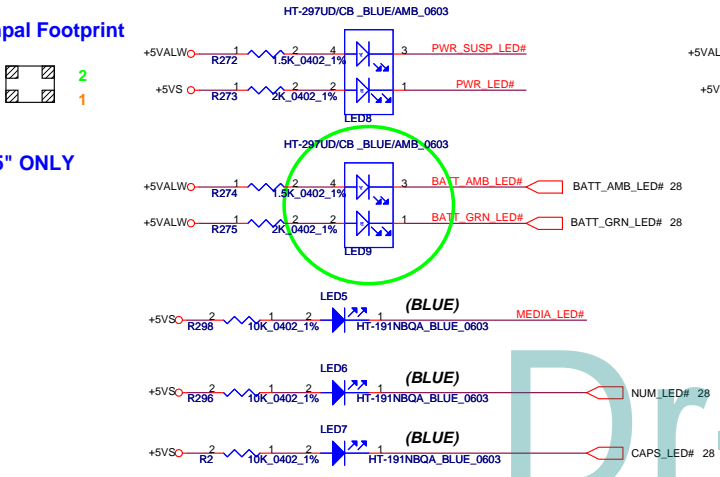 HT-297UD/CB _BLUE/AMB_0603
pal Footprint
+5VALW 1 2 4 3 PWR_SUSP_LED# +5VAL
R272 1.5K_0402_1%
2
+5VS 1 2 2 1 PWR_LED# +5V
R273 2K_0402_1%
1
LED8
HT-297UD/CB _BLUE/AMB_0603
5" ONLY
+5VALW 1 2 4 3 BATT_AMB_LED# BATT_AMB_LED# 28
R274 1.5K_0402_1%
+5VALW 1 2 2 1 BATT_GRN_LED# BATT_GRN_LED# 28
R275 2K_0402_1%
LED9
LED5 (BLUE)
+5VS 2 1 2 1 MEDIA_LED#
R298 10K_0402_1% HT-191NBQA_BLUE_0603
LED6 (BLUE)
+5VS 2 1 2 1 NUM_LED# 28
R296 10K_0402_1% HT-191NBQA_BLUE_0603
LED7 (BLUE)
+5VS 2 1 2 1 CAPS_LED# 28
R2 10K_0402_1% HT-191NBQA_BLUE_0603
Dr